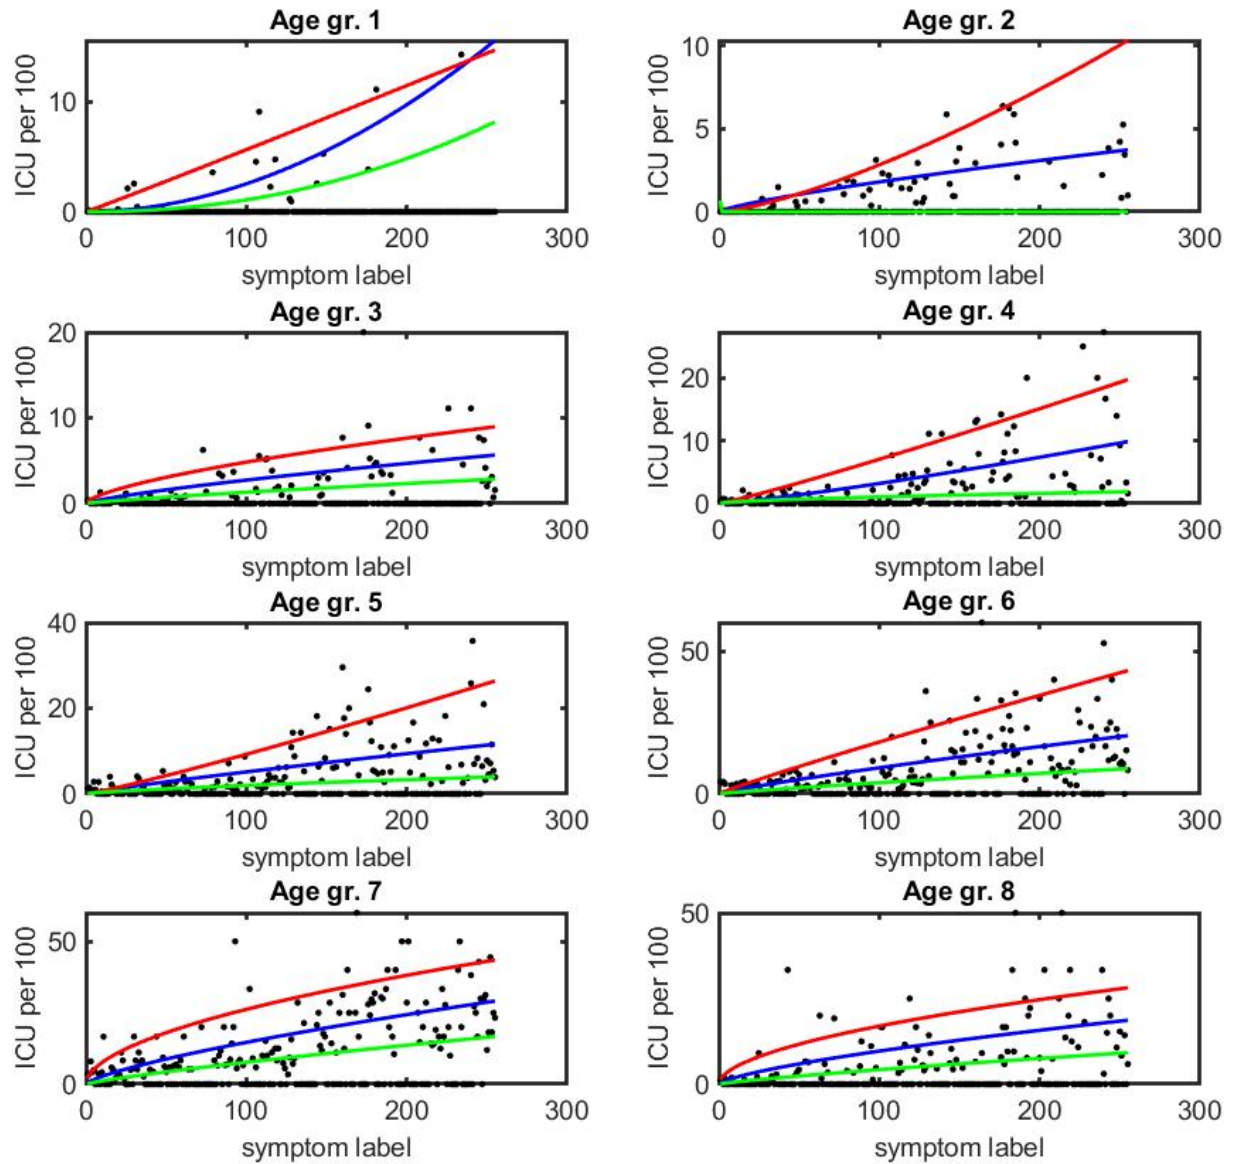 Age gr. 1
ICU per 100
10
0
0 100 200 300
symptom label
Age gr. 2
ICU per 100
10
5
0
0 100 200 300
symptom label
Age gr. 3
ICU per 100
20
10
0
0 100 200 300
symptom label
Age gr. 4
ICU per 100
20
10
0
0 100 200 300
symptom label
Age gr. 5
ICU per 100
40
20
0
0 100 200 300
symptom label
Age gr. 6
ICU per 100
50
0
0 100 200 300
symptom label
Age gr. 7
ICU per 100
50
0
0 100 200 300
symptom label
Age gr. 8
ICU per 100
50
0
0 100 200 300
symptom label